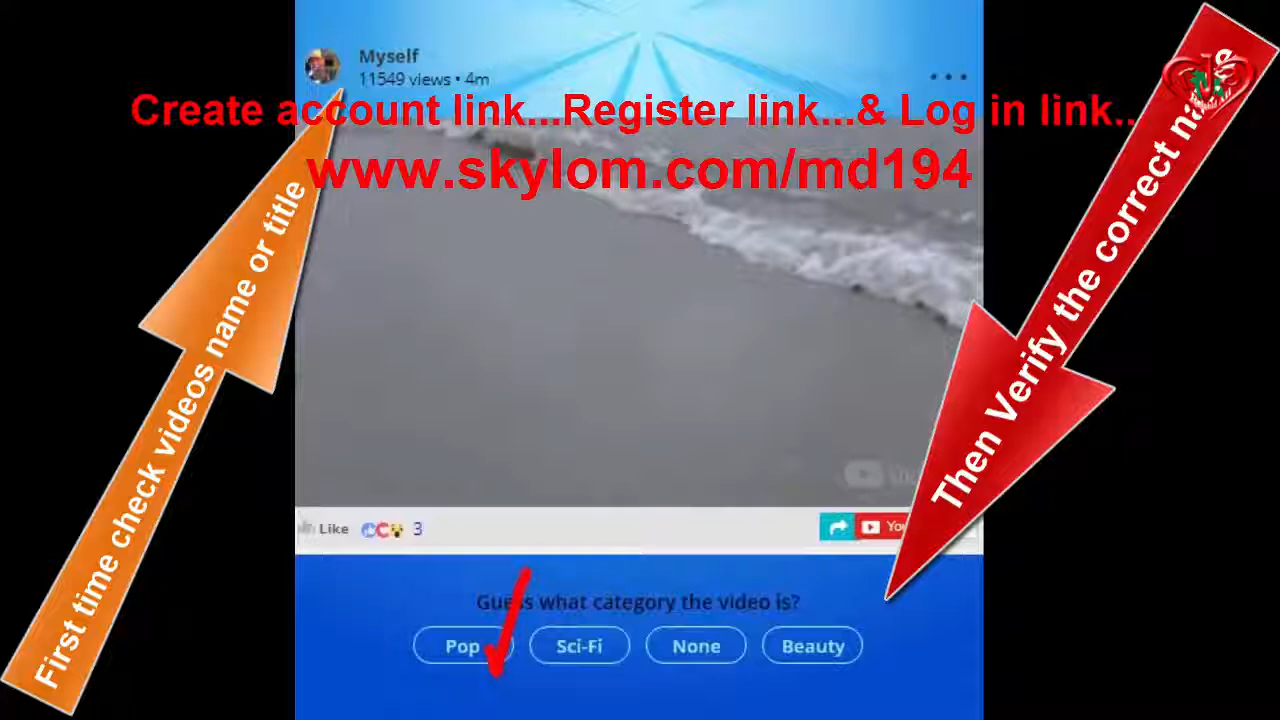 Myself
11549 views • 4m
Create account link...Register link...& Log in link..
www.skylom.com/md194
First time check videos name or title
Then Verify the correct name
Like
3
Guess what category the video is?
Pop
Sci-Fi
None
Beauty